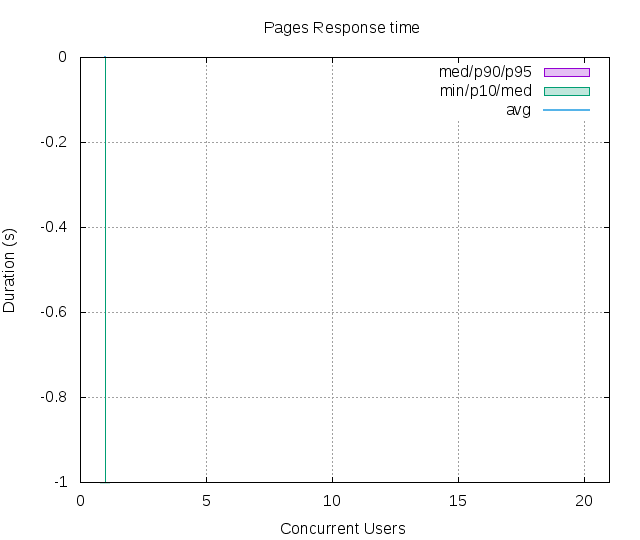 Pages Response time
med/p90/p95
min/p10/med
avg
0
-0.2
-0.4
-0.6
-0.8
-1
Duration (s)
0 5 10 15 20
Concurrent Users